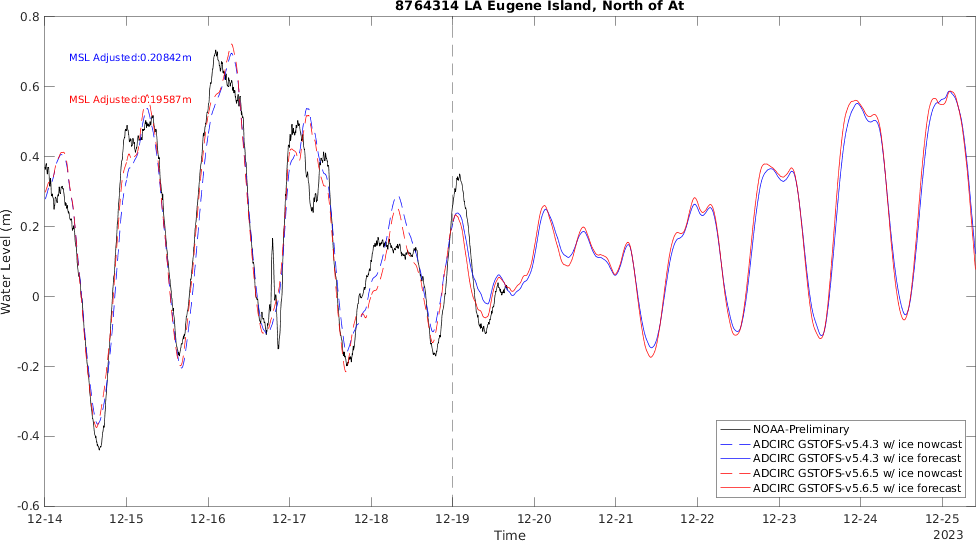 8764314 LA Eugene Island, North of At
MSL Adjusted:0.20842m
MSL Adjusted:0.19587m
Water Level (m)
0.8
0.6
0.4
0.2
0
-0.2
-0.4
-0.6
NOAA-Preliminary
ADCIRC GSTOFS-v5.4.3 w/ ice nowcast
ADCIRC GSTOFS-v5.4.3 w/ ice forecast
ADCIRC GSTOFS-v5.6.5 w/ ice nowcast
ADCIRC GSTOFS-v5.6.5 w/ ice forecast
12-14 12-15 12-16 12-17 12-18 12-19 12-20 12-21 12-22 12-23 12-24 12-25
Time
2023